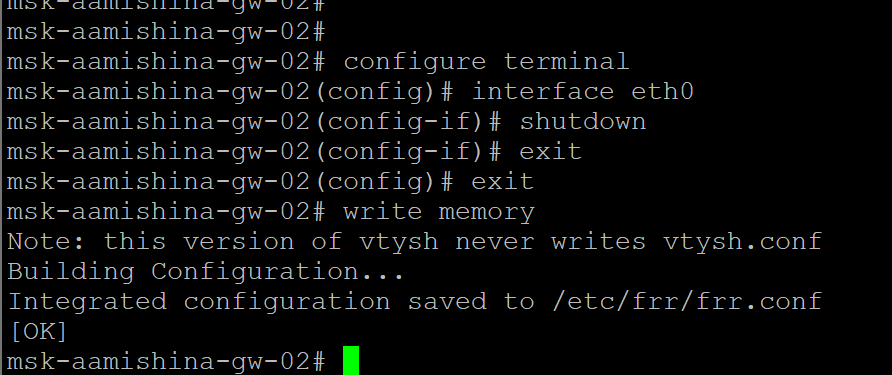 msk-aamishina-gw-02#
msk-aamishina-gw-02#
msk-aamishina-gw-02# configure terminal
msk-aamishina-gw-02(config)# interface eth0
msk-aamishina-gw-02(config-if)# shutdown
msk-aamishina-gw-02(config-if)# exit
msk-aamishina-gw-02(config)# exit
msk-aamishina-gw-02# write memory
Note: this version of vtysh never writes vtysh.conf
Building Configuration...
Integrated configuration saved to /etc/frr/frr.conf
[OK]
msk-aamishina-gw-02#